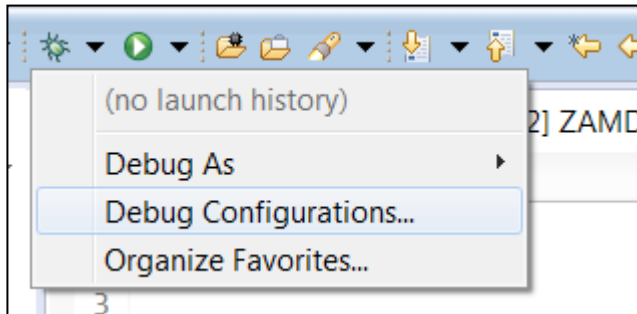 (no launch history)
2] ZAMD
Debug As
Debug Configurations...
Organize Favorites...
3